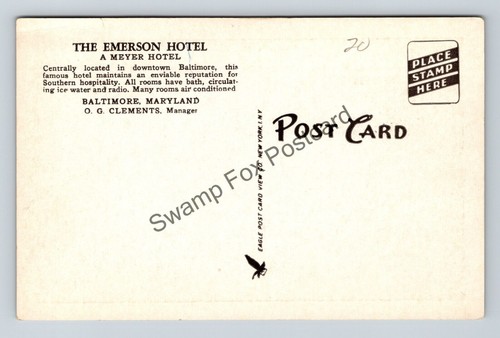 THE EMERSON HOTEL
A MEYER HOTEL
Centrally located in downtown Baltimore, this
famous hotel maintains an enviable reputation for
Southern hospitality. All rooms have bath, circulat-
ing ice water and radio. Many rooms air conditioned
BALTIMORE, MARYLAND
O. G. CLEMENTS, Manager
20
PLACE
STAMP
HERE
POST CARD
EAGLE POST CARD VIEW CO. NEW YORK, N.Y.
Swamp Fox Postcard